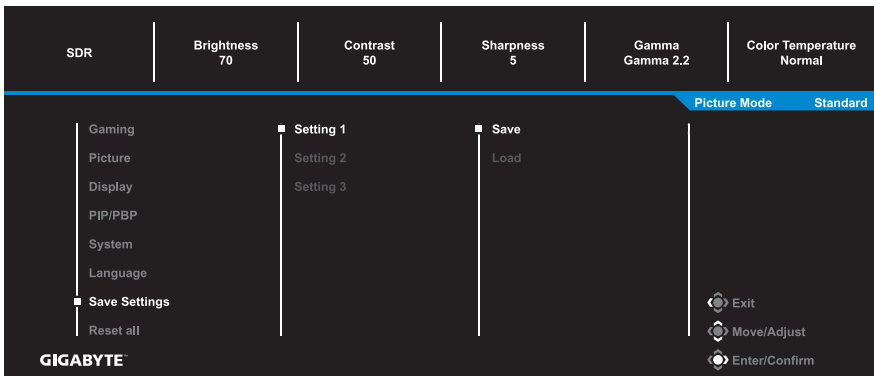 SDR
Brightness
70
Contrast
50
Sharpness
5
Gamma
Gamma 2.2
Color Temperature
Normal
Picture Mode Standard
Gaming
Picture
Display
PIP/PBP
System
Language
Save Settings
Reset all
Setting 1
Setting 2
Setting 3
Save
Load
Exit
Move/Adjust
Enter/Confirm
GIGABYTE™